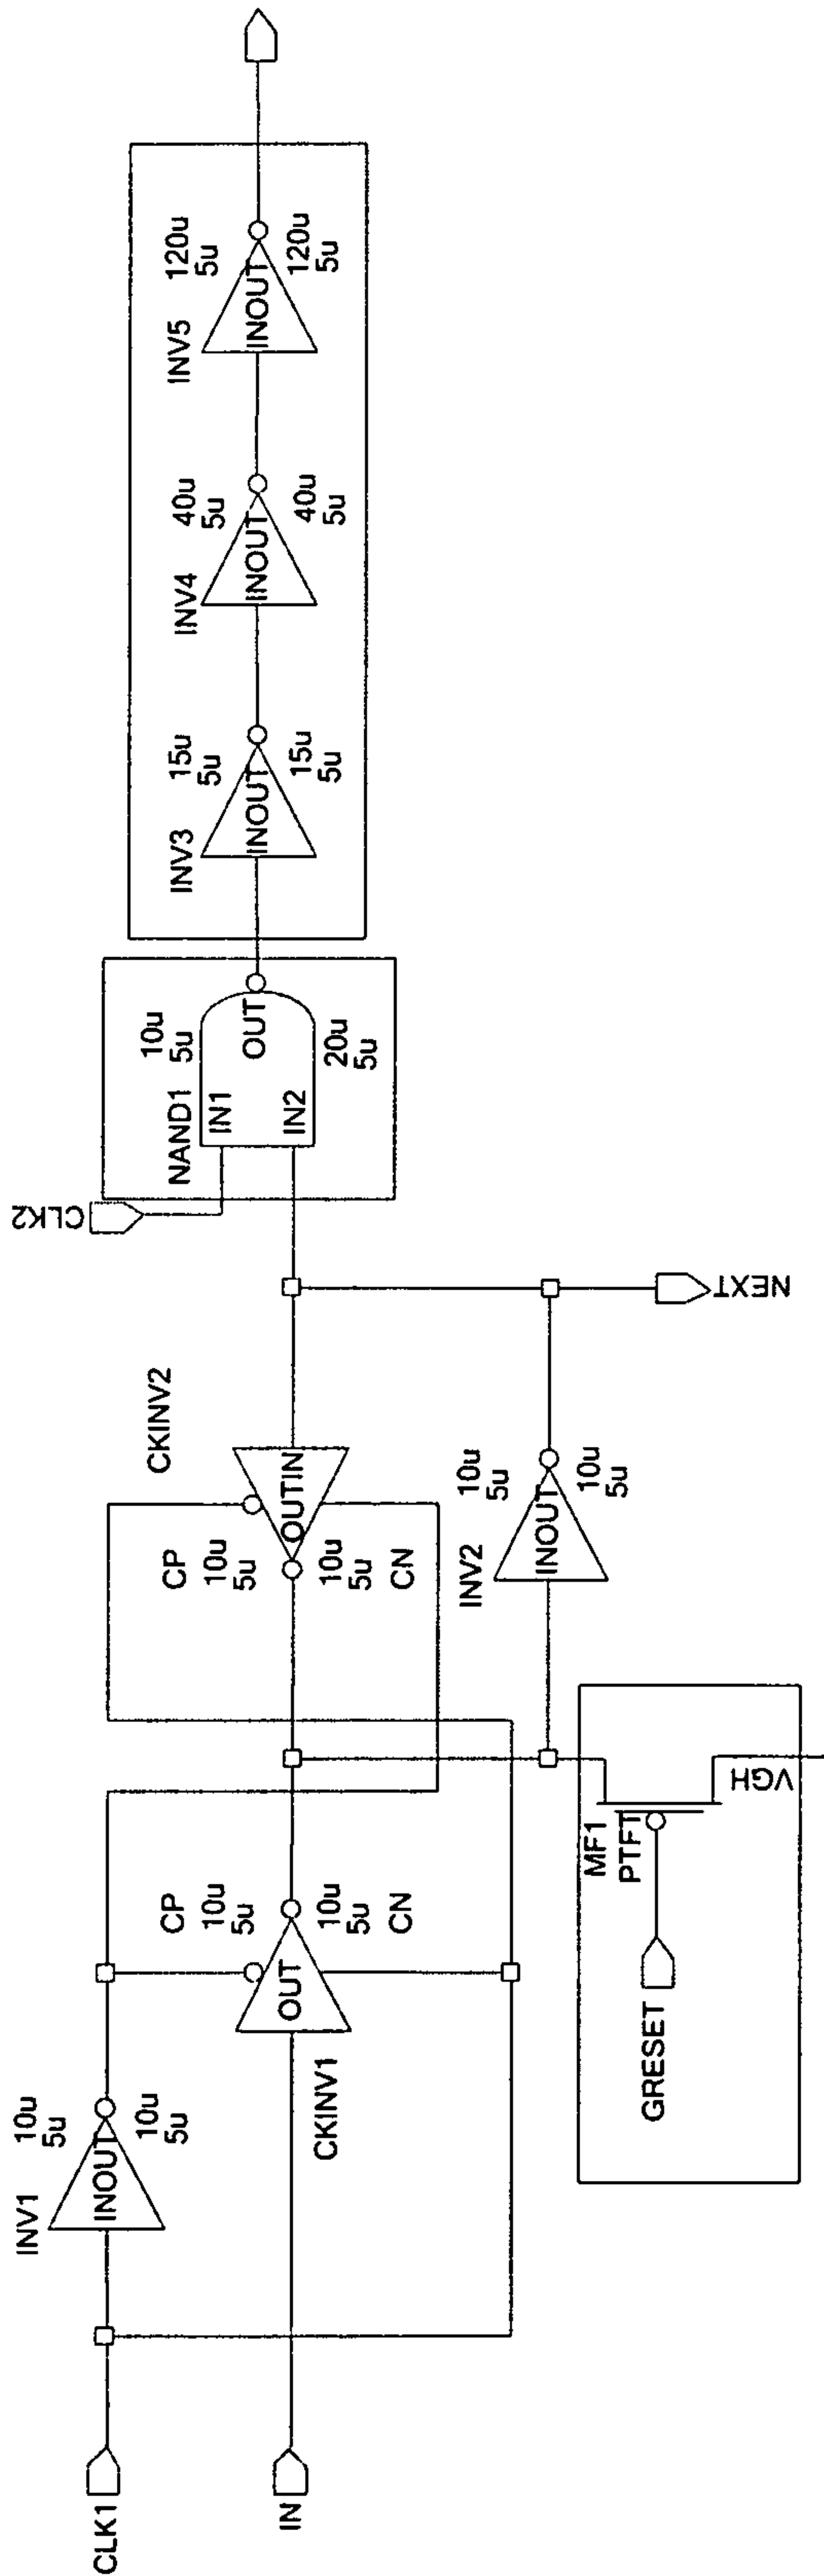 CLK1
IN
INV1
INOUT
10u
5u
10u
5u
CKINV1
OUT
CP
10u
5u
10u
5u
CN
GRESET
MF1
PTFT
VGH
CKINV2
OUTIN
CP
10u
5u
10u
5u
CN
INV2
INOUT
10u
5u
10u
5u
NEXT
CLK2
NAND1
IN1
IN2
OUT
10u
5u
20u
5u
INV3
INOUT
15u
5u
15u
5u
INV4
INOUT
40u
5u
40u
5u
INV5
INOUT
120u
5u
120u
5u